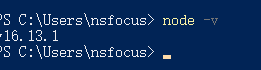 PS C:\Users\nsfocus> node -v
v16.13.1
PS C:\Users\nsfocus>